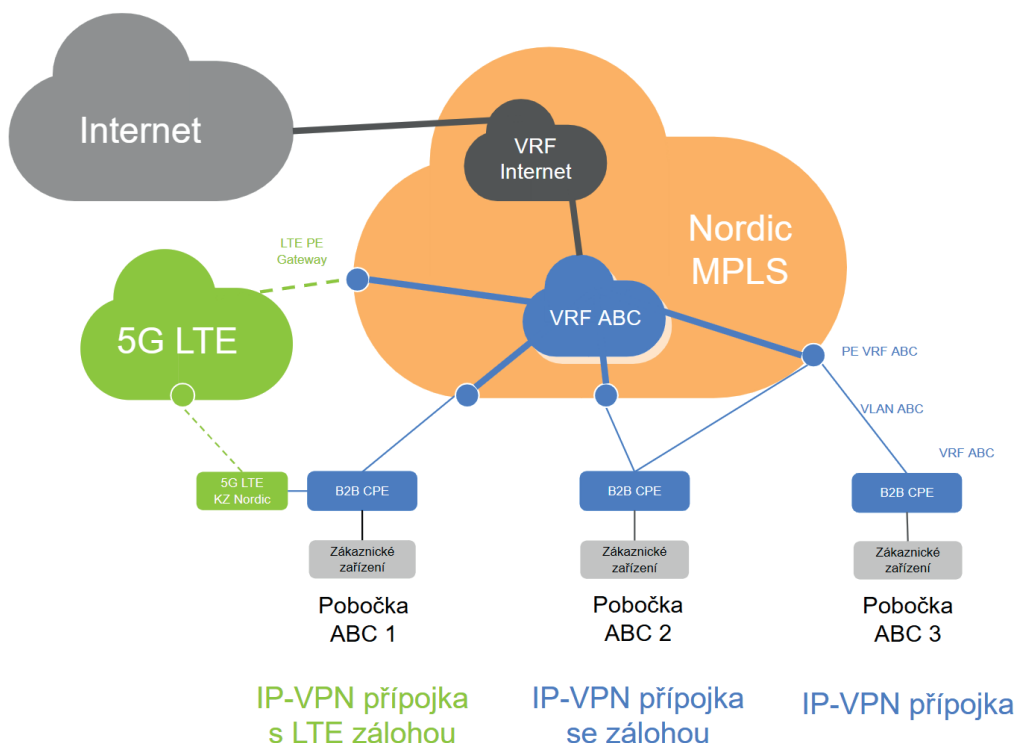 Internet
VRF
Internet
Nordic
MPLS
LTE PE
Gateway
5G LTE
VRF ABC
PE VRF ABC
VLAN ABC
VRF ABC
5G LTE
KZ Nordic
B2B CPE
B2B CPE
B2B CPE
Zákaznické
zařízení
Zákaznické
zařízení
Zákaznické
zařízení
Pobočka
ABC 1
Pobočka
ABC 2
Pobočka
ABC 3
IP-VPN přípojka
s LTE zálohou
IP-VPN přípojka
se zálohou
IP-VPN přípojka